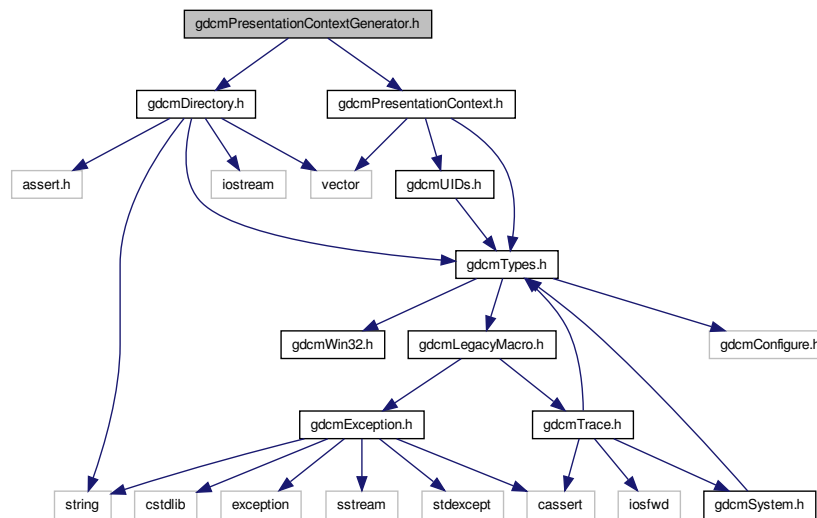 gdcmPresentationContextGenerator.h
gdcmDirectory.h
gdcmPresentationContext.h
assert.h
iostream
vector
gdcmUIDs.h
gdcmTypes.h
gdcmWin32.h
gdcmLegacyMacro.h
gdcmConfigure.h
gdcmException.h
gdcmTrace.h
string
cstdlib
exception
sstream
stdexcept
cassert
iosfwd
gdcmSystem.h